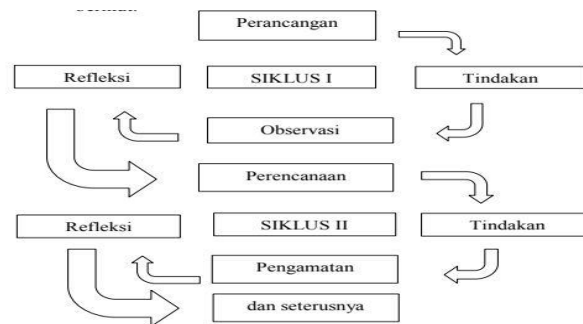 Perancangan
Refleksi
SIKLUS I
Tindakan
Observasi
Perencanaan
Refleksi
SIKLUS II
Tindakan
Pengamatan
dan seterusnya